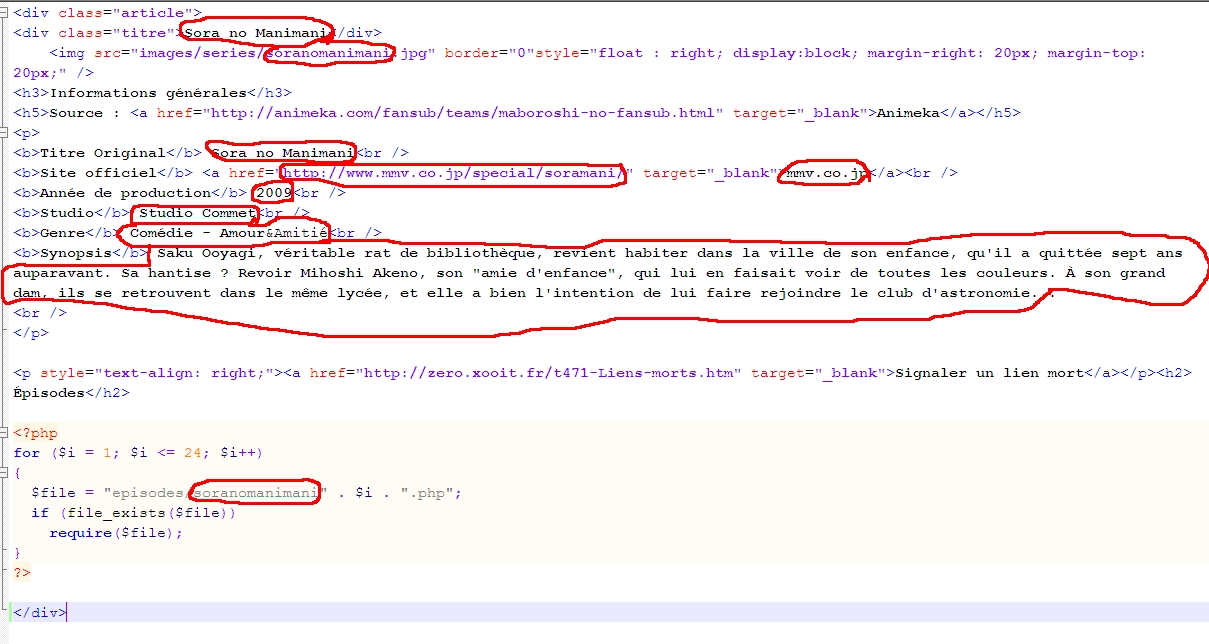 <div class="article">
<div class="titre">Sora no Manimani</div>
<img src="images/series/soranomanimani.jpg" border="0"style="float : right; display:block; margin-right: 20px; margin-top:
20px;" />
<h3>Informations générales</h3>
<h5>Source : <a href="http://animeka.com/fansub/teams/maboroshi-no-fansub.html" target="_blank">Animeka</a></h5>
<p>
<b>Titre Original</b> Sora no Manimani<br />
<b>Site officiel</b> <a href="http://www.mmv.co.jp/special/soramani/" target="_blank">mmv.co.jp</a><br />
<b>Année de production</b> 2009<br />
<b>Studio</b> Studio Commet<br />
<b>Genre</b> Comédie - Amour&Amitié<br />
<b>Synopsis</b> Saku Ooyagi, véritable rat de bibliothèque, revient habiter dans la ville de son enfance, qu'il a quittée sept ans
auparavant. Sa hantise ? Revoir Mihoshi Akeno, son "amie d'enfance", qui lui en faisait voir de toutes les couleurs. À son grand
dam, ils se retrouvent dans le même lycée, et elle a bien l'intention de lui faire rejoindre le club d'astronomie...
<br />
</p>
<p style="text-align: right;"><a href="http://zero.xooit.fr/t471-Liens-morts.htm" target="_blank">Signaler un lien mort</a></p><h2>
Épisodes</h2>
<?php
for ($i = 1; $i <= 24; $i++)
{
$file = "episodes/soranomanimani" . $i . ".php";
if (file_exists($file))
require($file);
}
?>
</div>